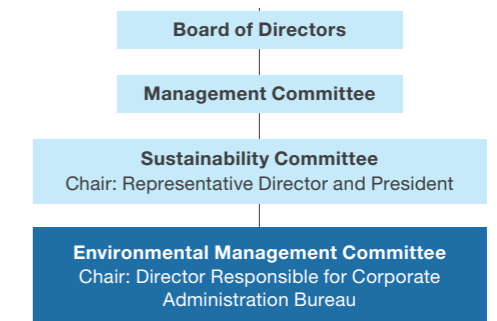 Board of Directors
Management Committee
Sustainability Committee
Chair: Representative Director and President
Environmental Management Committee
Chair: Director Responsible for Corporate
Administration Bureau